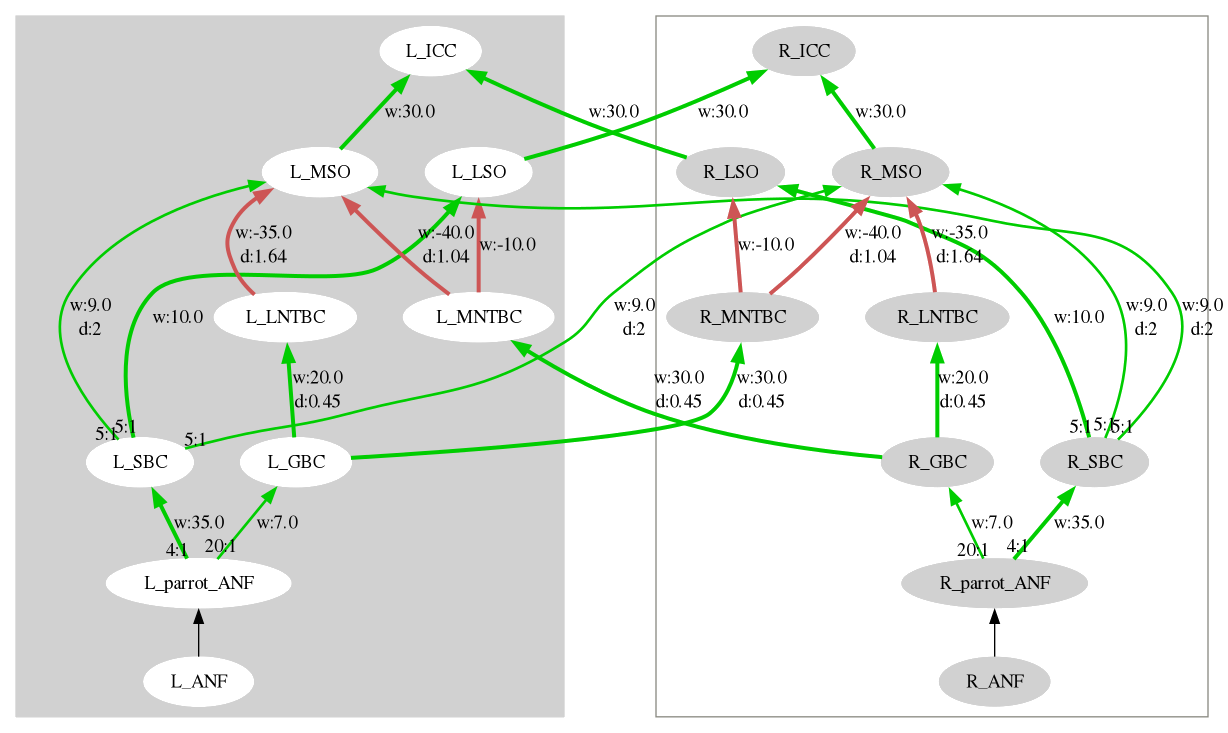 L_ICC
R_ICC
w:30.0
w:30.0
w:30.0
w:30.0
L_MSO
L_LSO
R_LSO
R_MSO
w:-35.0
d:1.64
w:-40.0
d:1.04
w:-10.0
w:-10.0
w:-40.0
d:1.04
w:-35.0
d:1.64
w:9.0
d:2
w:10.0
L_LNTBC
L_MNTBC
w:9.0
d:2
R_MNTBC
R_LNTBC
w:10.0
w:9.0
d:2
w:9.0
d:2
w:20.0
d:0.45
w:30.0
d:0.45
w:30.0
d:0.45
w:20.0
d:0.45
5:1
5:1
5:1
5:1
5:1
5:1
L_SBC
L_GBC
R_GBC
R_SBC
w:35.0
w:7.0
w:7.0
w:35.0
4:1
20:1
20:1
4:1
L_parrot_ANF
R_parrot_ANF
L_ANF
R_ANF